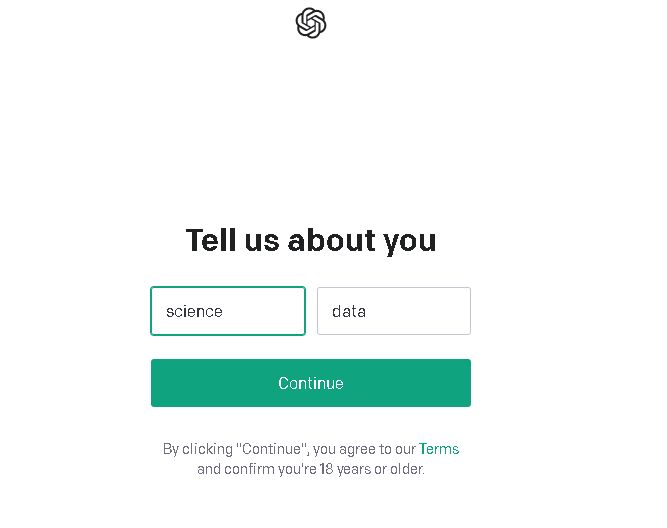 Tell us about you
science data
Continue
By clicking "Continue", you agree to our Terms
and confirm you're 18 years or older.